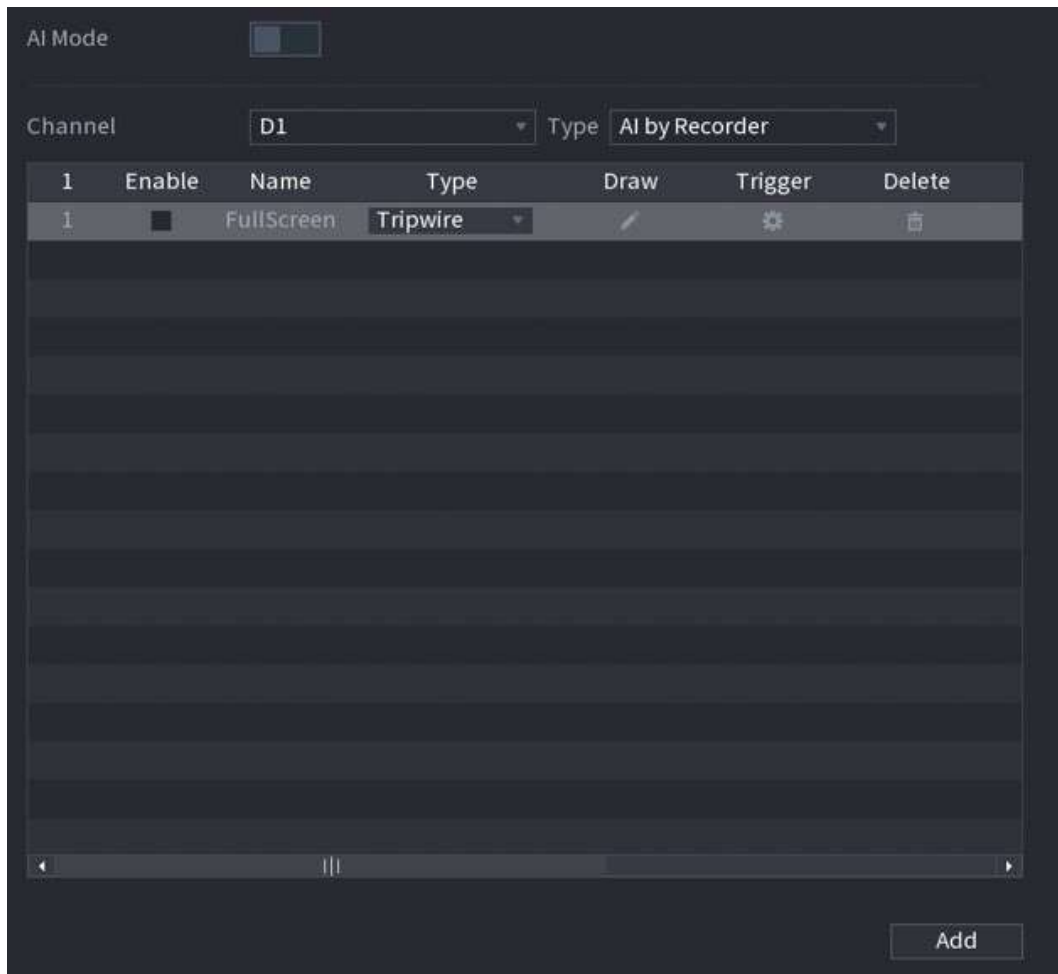 AI Mode
Channel D1 Type AI by Recorder
1 Enable Name Type Draw Trigger Delete
1 FullScreen Tripwire
Add